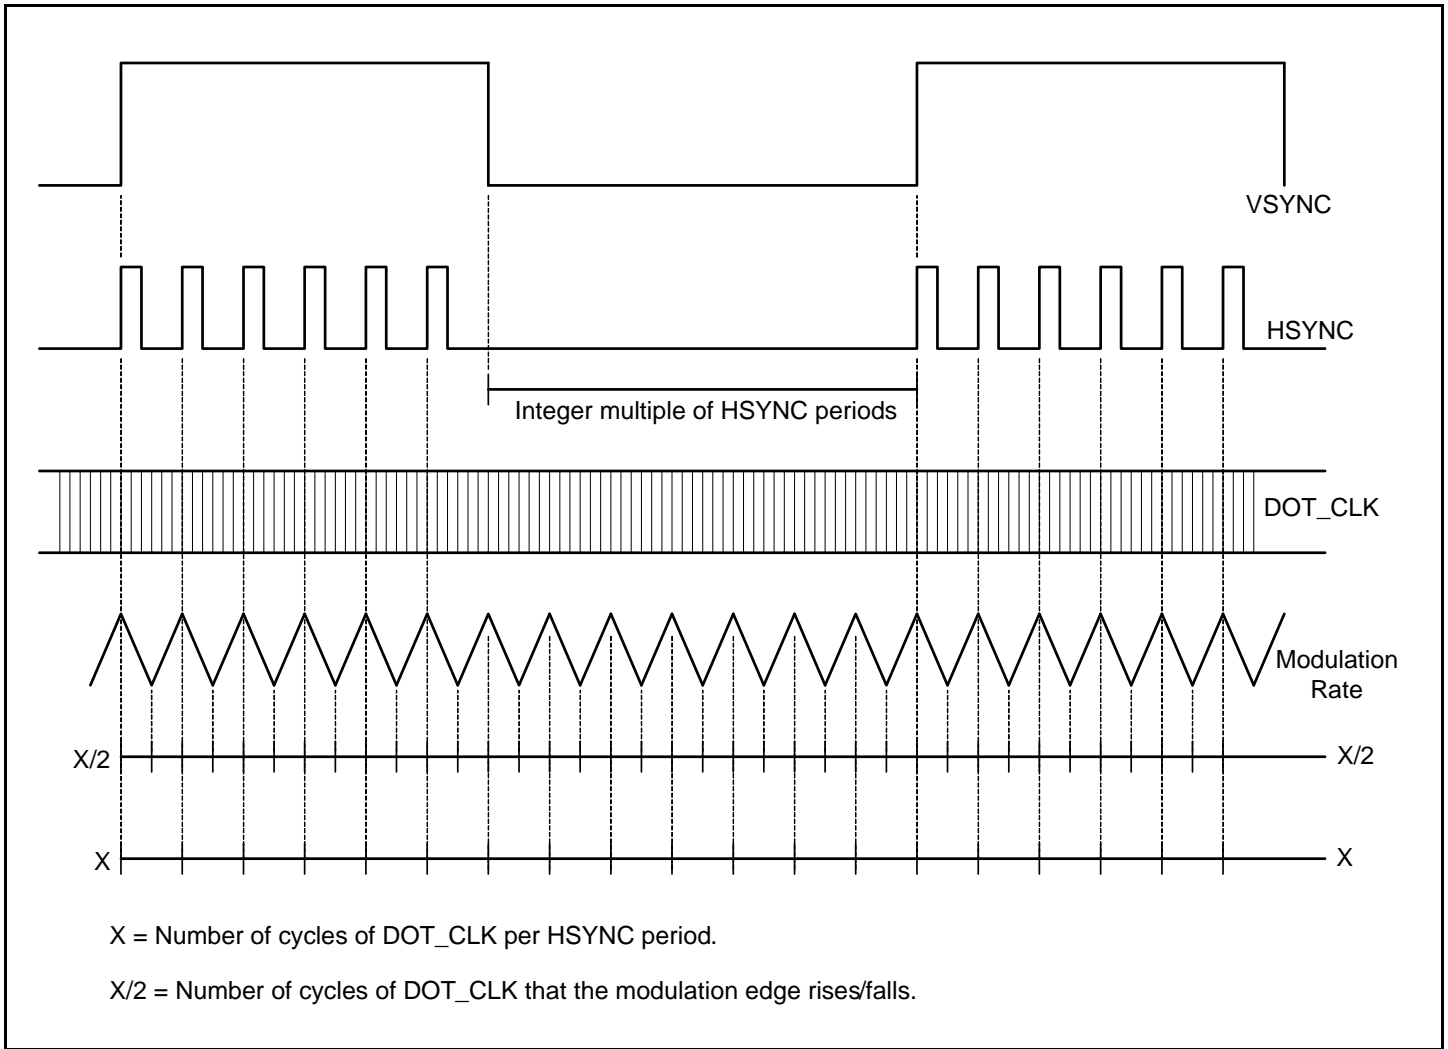 VSYNC
HSYNC
Integer multiple of HSYNC periods
DOT_CLK
Modulation
Rate
X/2
X/2
X
X
X = Number of cycles of DOT_CLK per HSYNC period.
X/2 = Number of cycles of DOT_CLK that the modulation edge rises/falls.